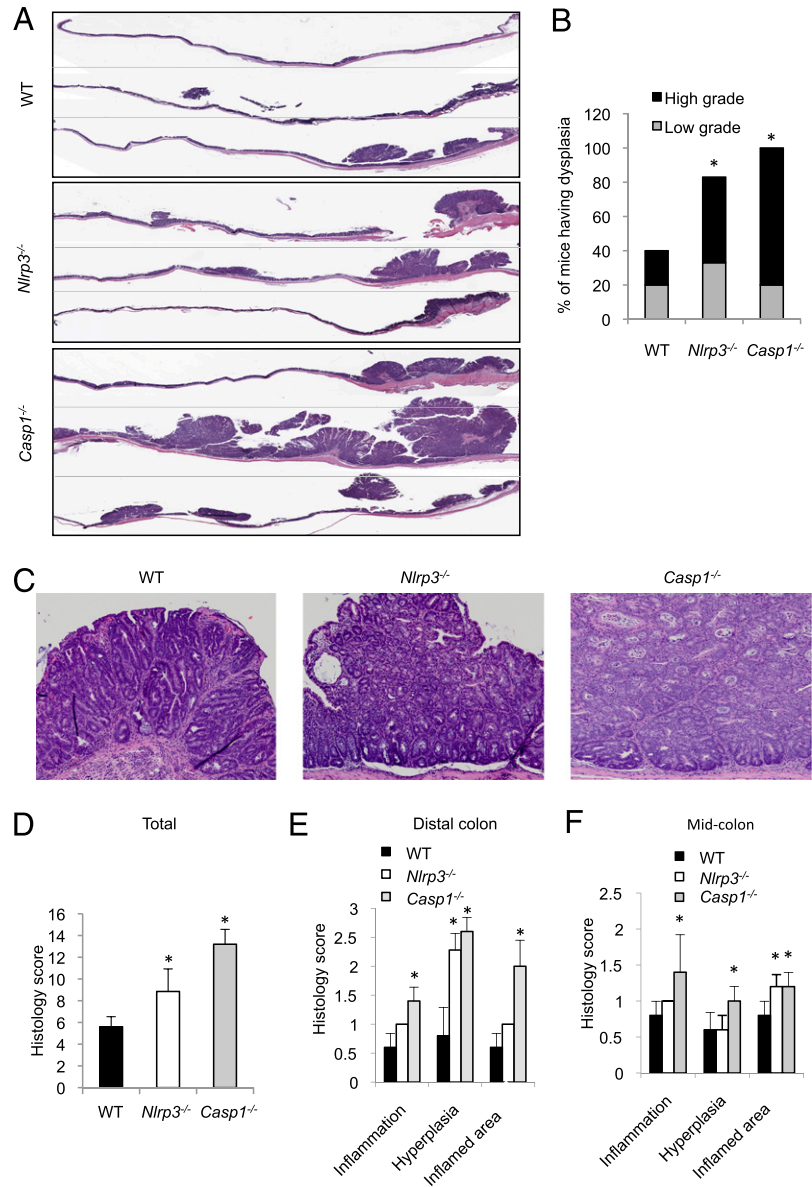 A
WT
Nlrp3-/-
Casp1-/-
B
High grade
Low grade
% of mice having dysplasia
120
100
80
60
40
20
0
*
*
WT Nlrp3-/- Casp1-/-
C
WT Nlrp3-/- Casp1-/-
D Total
Histology score
16
14
12
10
8
6
4
2
0
*
*
WT Nlrp3-/- Casp1-/-
E Distal colon
WT
Nlrp3-/-
Casp1-/-
Histology score
3
2.5
2
1.5
1
0.5
0
*
* *
*
Inflammation
Hyperplasia
Inflamed area
F Mid-colon
WT
Nlrp3-/-
Casp1-/-
Histology score
2.5
2
1.5
1
0.5
0
*
*
* *
Inflammation
Hyperplasia
Inflamed area